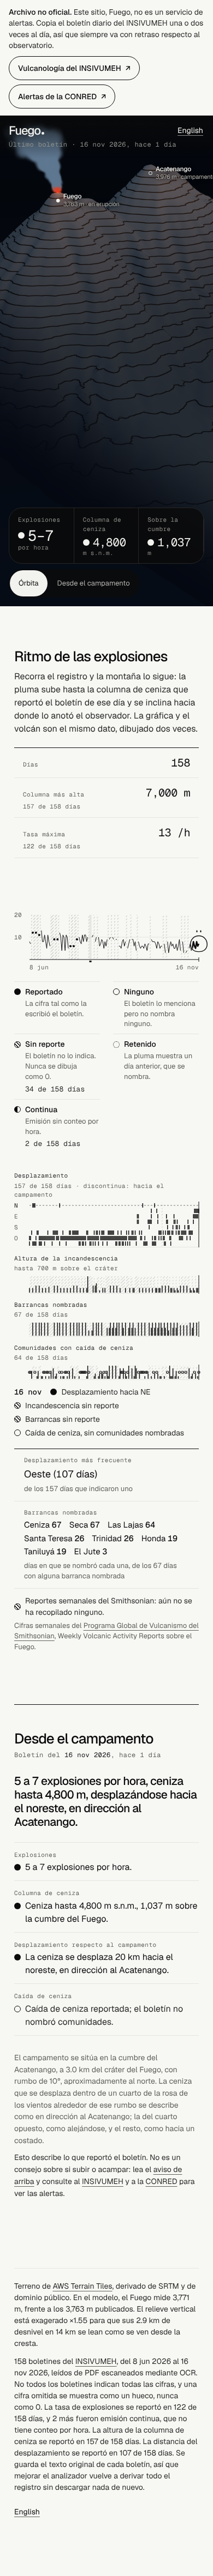 Archivo no oficial. Este sitio, Fuego, no es un servicio de
alertas. Copia el boletín diario del INSIVUMEH una o dos
veces al día, así que siempre va con retraso respecto al
observatorio.
Vulcanología del INSIVUMEH ↗
Alertas de la CONRED ↗
Fuego.
English
Último boletín · 16 nov 2026, hace 1 día
Acatenango
3,976 m · campament
Fuego
3,763 m · en erupción
Explosiones
5–7
por hora
Columna de
ceniza
4,800
m s.n.m.
Sobre la
cumbre
1,037
m
Órbita
Desde el campamento
Ritmo de las explosiones
Recorra el registro y la montaña lo sigue: la
pluma sube hasta la columna de ceniza que
reportó el boletín de ese día y se inclina hacia
donde lo anotó el observador. La gráfica y el
volcán son el mismo dato, dibujado dos veces.
Días
158
Columna más alta
7,000 m
157 de 158 días
Tasa máxima
13 /h
122 de 158 días
20
10
8 jun
16 nov
Reportado
La cifra tal como la
escribió el boletín.
Ninguno
El boletín lo menciona
pero no nombra
ninguno.
Sin reporte
El boletín no lo indica.
Nunca se dibuja
como 0.
34 de 158 días
Retenido
La pluma muestra un
día anterior, que se
nombra.
Continua
Emisión sin conteo por
hora.
2 de 158 días
Desplazamiento
157 de 158 días · discontinua: hacia el
campamento
N
E
S
O
Altura de la incandescencia
hasta 700 m sobre el cráter
Barrancas nombradas
67 de 158 días
Comunidades con caída de ceniza
64 de 158 días
16 nov
Desplazamiento hacia NE
Incandescencia sin reporte
Barrancas sin reporte
Caída de ceniza, sin comunidades nombradas
Desplazamiento más frecuente
Oeste (107 días)
de los 157 días que indicaron uno
Barrancas nombradas
Ceniza 67 Seca 67 Las Lajas 64
Santa Teresa 26 Trinidad 26 Honda 19
Taniluyá 19 El Jute 3
días en que se nombró cada una, de los 67 días
con alguna barranca nombrada
Reportes semanales del Smithsonian: aún no se
ha recopilado ninguno.
Cifras semanales del Programa Global de Vulcanismo del
Smithsonian, Weekly Volcanic Activity Reports sobre el
Fuego.
Desde el campamento
Boletín del 16 nov 2026, hace 1 día
5 a 7 explosiones por hora, ceniza
hasta 4,800 m, desplazándose hacia
el noreste, en dirección al
Acatenango.
Explosiones
5 a 7 explosiones por hora.
Columna de ceniza
Ceniza hasta 4,800 m s.n.m., 1,037 m sobre
la cumbre del Fuego.
Desplazamiento respecto al campamento
La ceniza se desplaza 20 km hacia el
noreste, en dirección al Acatenango.
Caída de ceniza
Caída de ceniza reportada; el boletín no
nombró comunidades.
El campamento se sitúa en la cumbre del
Acatenango, a 3.0 km del cráter del Fuego, con
rumbo de 10°, aproximadamente al norte. La ceniza
que se desplaza dentro de un cuarto de la rosa de
los vientos alrededor de ese rumbo se describe
como en dirección al Acatenango; la del cuarto
opuesto, como alejándose, y el resto, como hacia un
costado.
Esto describe lo que reportó el boletín. No es un
consejo sobre si subir o acampar: lea el aviso de
arriba y consulte al INSIVUMEH y a la CONRED para
ver las alertas.
Terreno de AWS Terrain Tiles, derivado de SRTM y de
dominio público. En el modelo, el Fuego mide 3,771
m, frente a los 3,763 m publicados. El relieve vertical
está exagerado ×1.55 para que sus 2.9 km de
desnivel en 14 km se lean como se ven desde la
cresta.
158 boletines del INSIVUMEH, del 8 jun 2026 al 16
nov 2026, leídos de PDF escaneados mediante OCR.
No todos los boletines indican todas las cifras, y una
cifra omitida se muestra como un hueco, nunca
como 0. La tasa de explosiones se reportó en 122 de
158 días, y 2 más fueron emisión continua, que no
tiene conteo por hora. La altura de la columna de
ceniza se reportó en 157 de 158 días. La distancia del
desplazamiento se reportó en 107 de 158 días. Se
guarda el texto original de cada boletín, así que
mejorar el analizador vuelve a derivar todo el
registro sin descargar nada de nuevo.
English